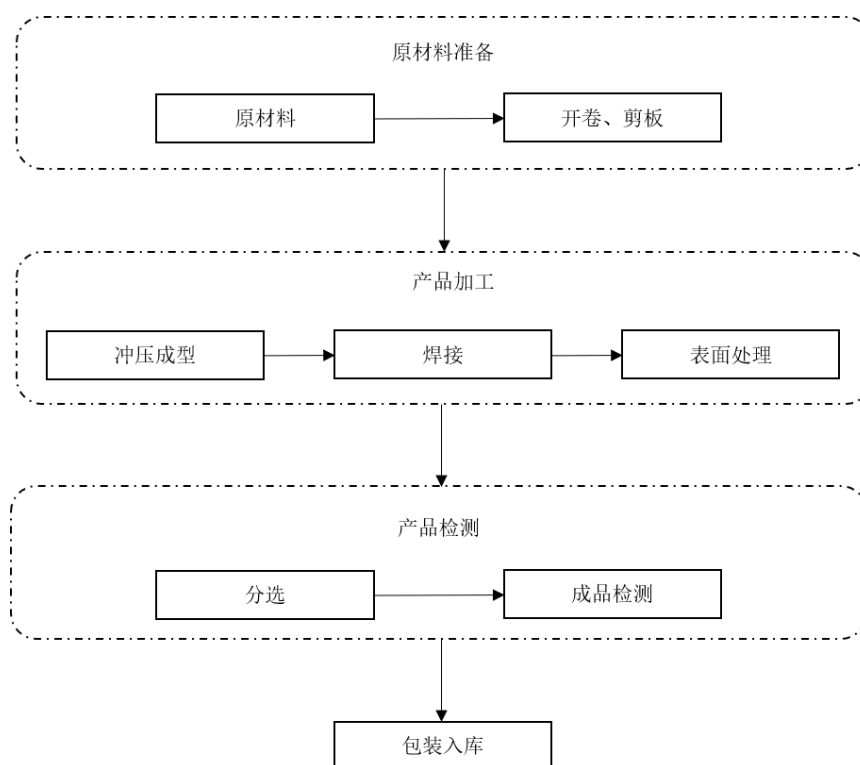 原材料准备
原材料
开卷、剪板
产品加工
冲压成型
焊接
表面处理
产品检测
分选
成品检测
包装入库